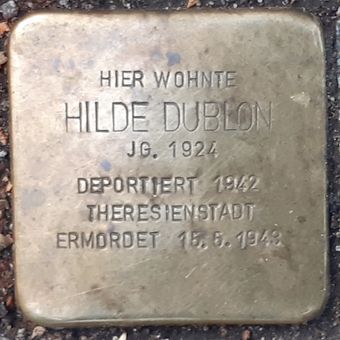 HIER WOHNTE
HILDE DUBLON
JG. 1924
DEPORTIERT 1942
THERESIENSTADT
ERMORDET 15.5.1943